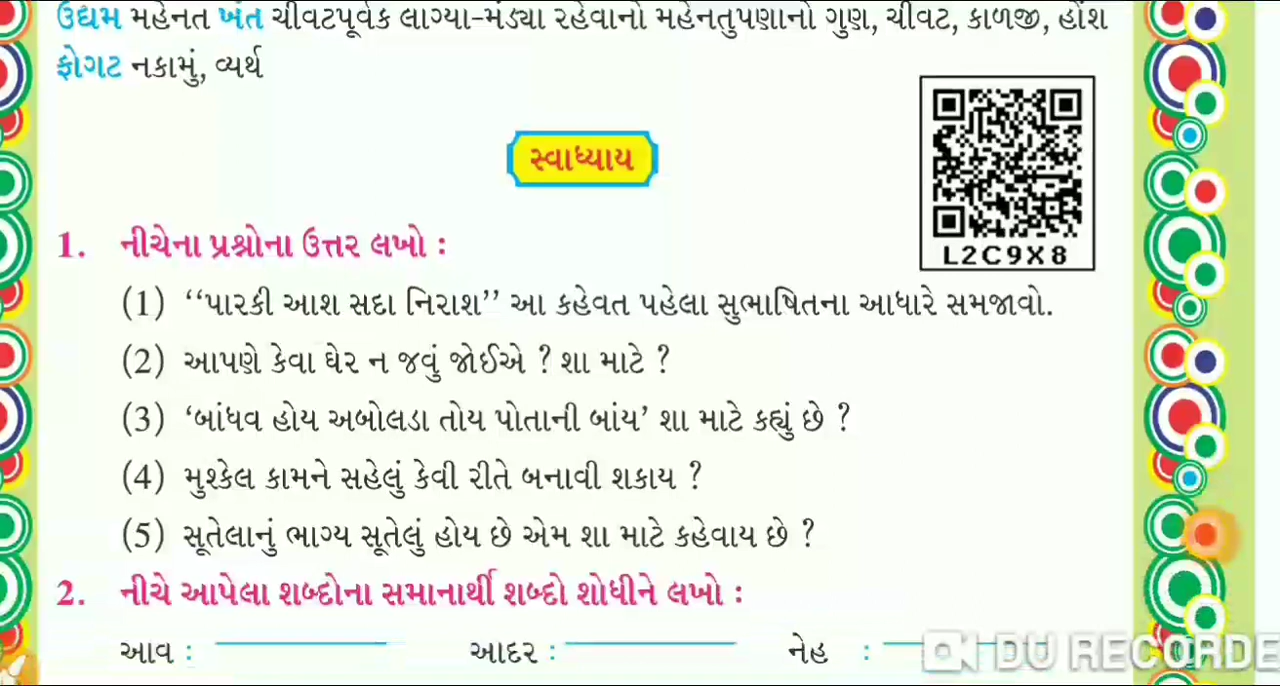 ઉદ્યમ મહેનત ખંત ચીવટપૂર્વક લાગ્યા-મંડ્યા રહેવાનો મહેનતુપણાનો ગુણ, ચીવટ, કાળજી, હોંશ
ફોગટ નકામું, વ્યર્થ
સ્વાધ્યાય
L2C9X8
1. નીચેના પ્રશ્નોના ઉત્તર લખો :
(1) “પારકી આશ સદા નિરાશ” આ કહેવત પહેલા સુભાષિતના આધારે સમજાવો.
(2) આપણે કેવા ઘેર ન જવું જોઈએ ? શા માટે ?
(3) ‘બાંધવ હોય અબોલડા તોય પોતાની બાંય’ શા માટે કહ્યું છે ?
(4) મુશ્કેલ કામને સહેલું કેવી રીતે બનાવી શકાય ?
(5) સૂતેલાનું ભાગ્ય સૂતેલું હોય છે એમ શા માટે કહેવાય છે ?
2. નીચે આપેલા શબ્દોના સમાનાર્થી શબ્દો શોધીને લખો :
આવ : આદર : નેહ :
DU RECORDE